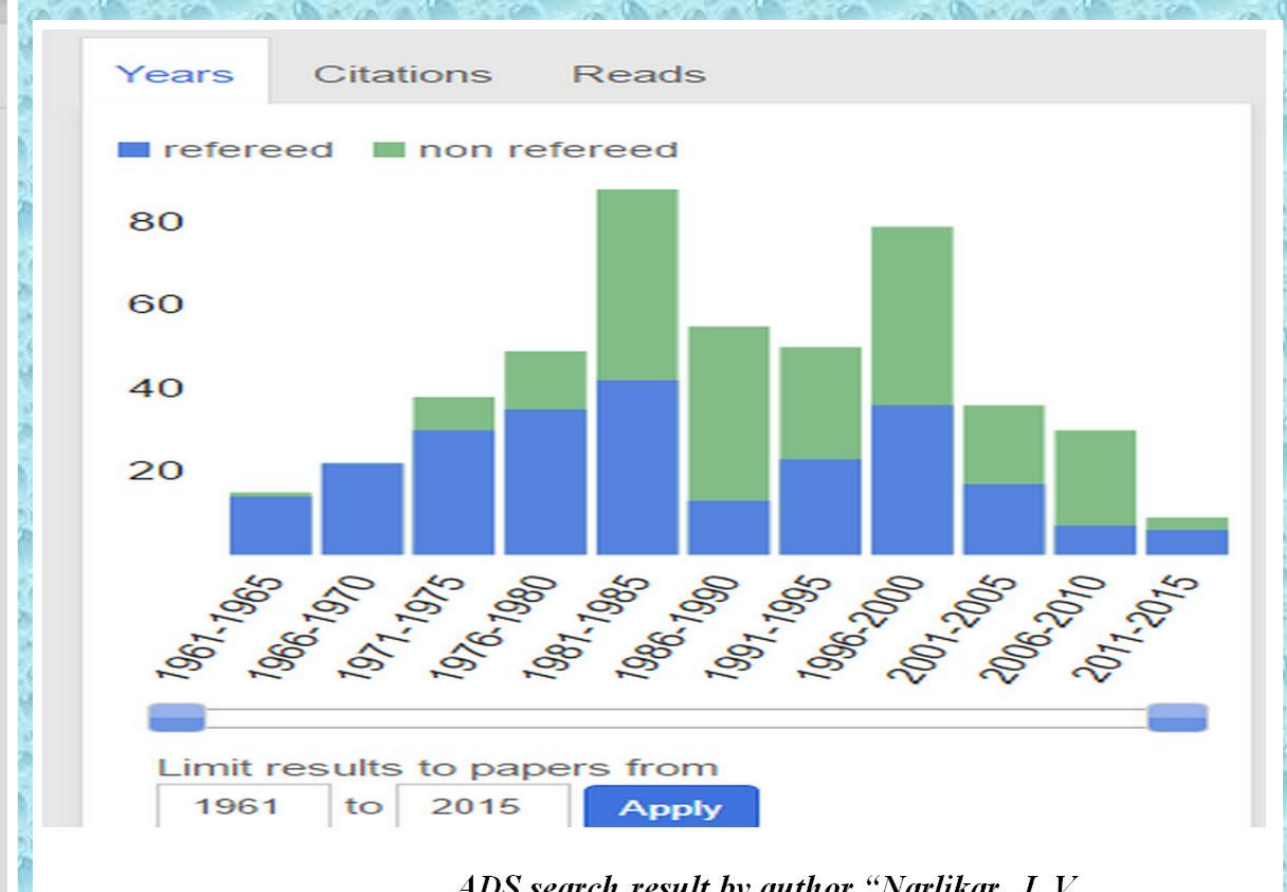 Years Citations Reads
refereed non refereed
80
60
40
20
1961-1965 1966-1970 1971-1975 1976-1980 1981-1985 1986-1990 1991-1995 1996-2000 2001-2005 2006-2010 2011-2015
Limit results to papers from
1961 to 2015 Apply
ADS search result by author “Narlikar, J. V.